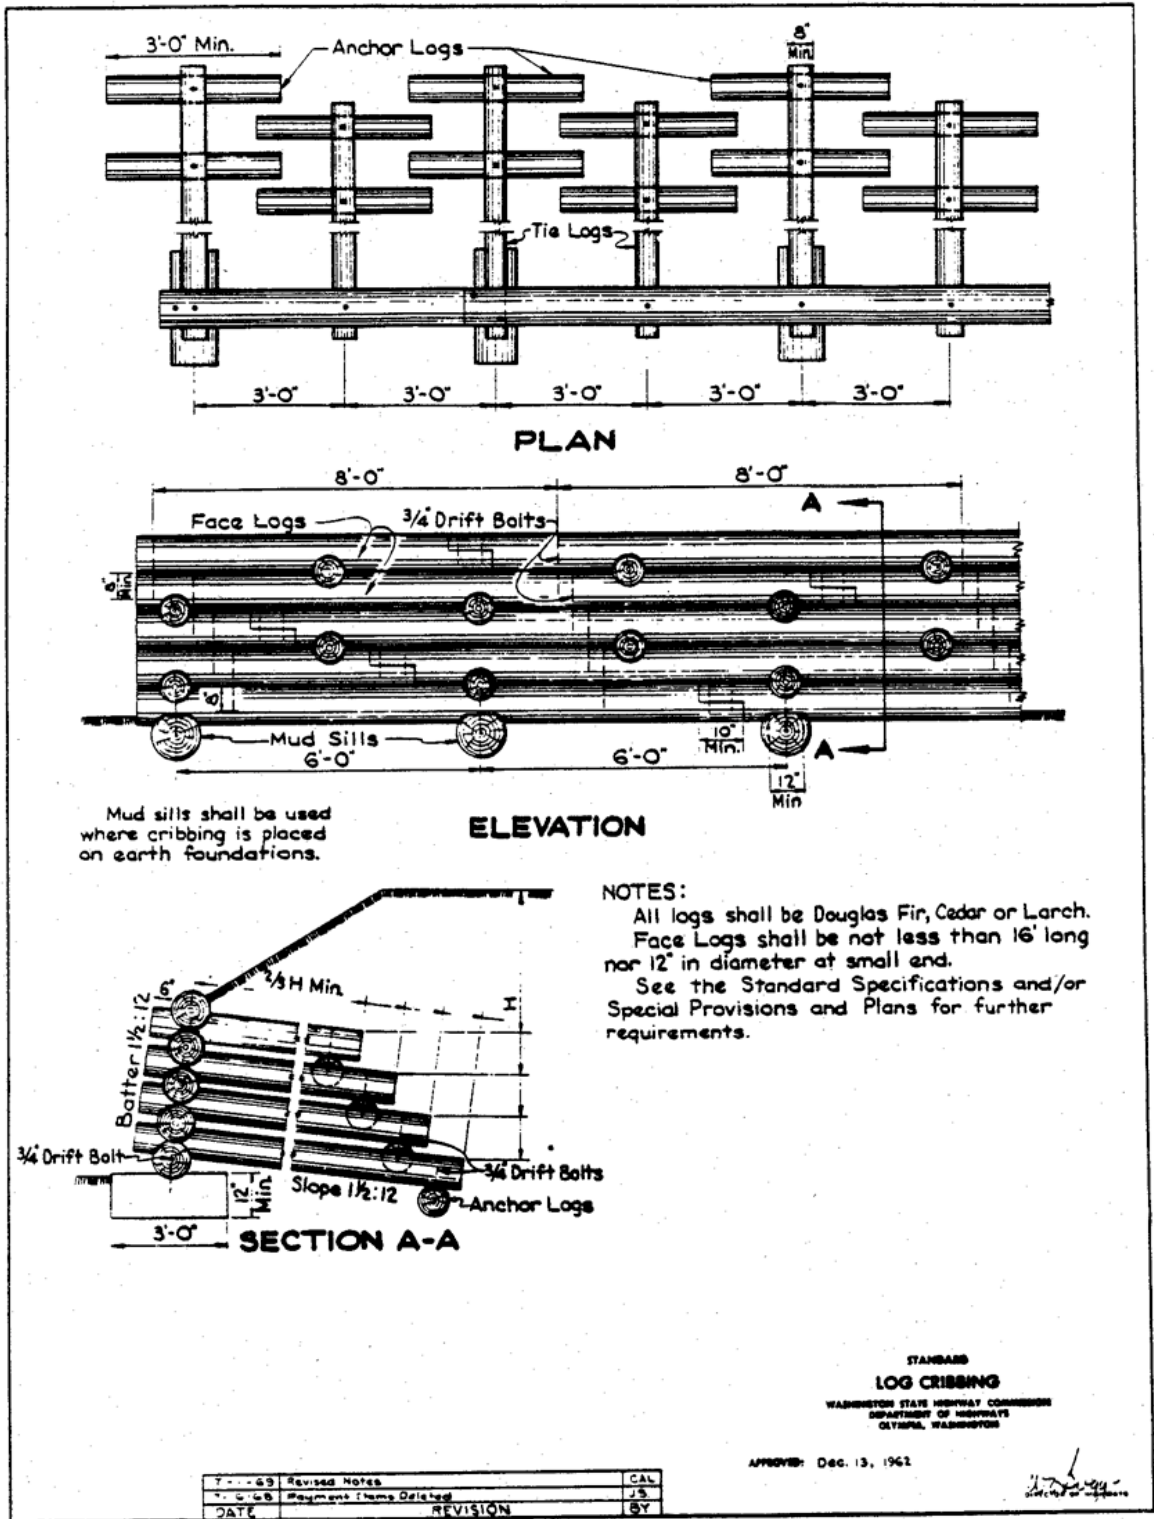 3'-0" Min.
Anchor Logs
8"
Min.
Tie Logs
3'-0"
3'-0"
3'-0"
3'-0"
3'-0"
PLAN
8'-0"
8'-0"
A
Face Logs
3/4" Drift Bolts
8"
Min.
8"
Mud Sills
10"
Min.
A
6'-0"
6'-0"
12"
Min
Mud sills shall be used
where cribbing is placed
on earth foundations.
ELEVATION
NOTES:
All logs shall be Douglas Fir, Cedar or Larch.
Face Logs shall be not less than 16' long
nor 12" in diameter at small end.
See the Standard Specifications and/or
Special Provisions and Plans for further
requirements.
6"
2/3 H Min.
H
Batter 1½:12
3/4" Drift Bolt
3/4" Drift Bolts
Slope 1½:12
12"
Min.
Anchor Logs
3'-0"
SECTION A-A
STANDARD
LOG CRIBBING
WASHINGTON STATE HIGHWAY COMMISSION
DEPARTMENT OF HIGHWAYS
OLYMPIA, WASHINGTON
APPROVED: Dec. 13, 1962
DIRECTOR OF HIGHWAYS
Revised Notes CAL
Payment Items Deleted J.S.
DATE REVISION BY